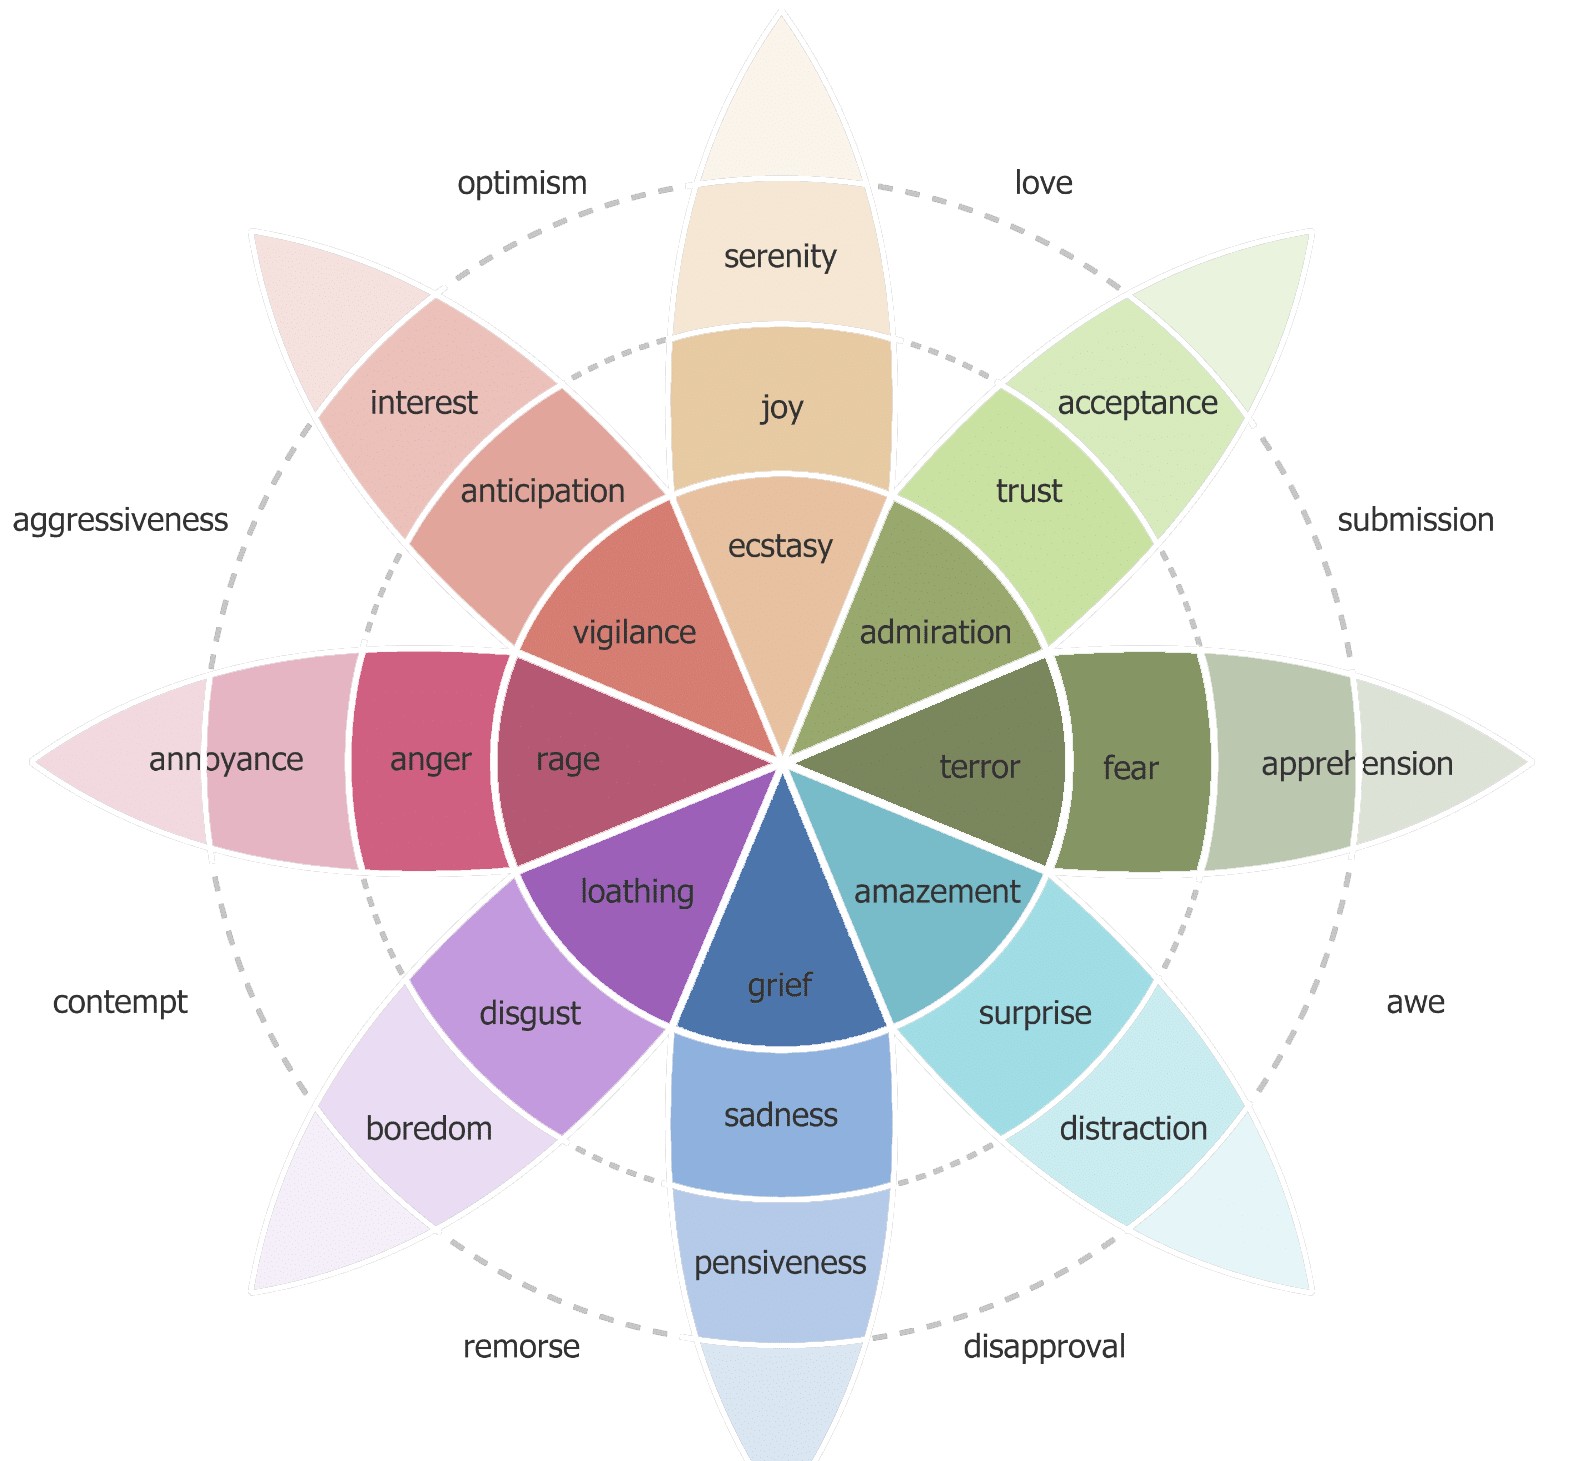 optimism
love
serenity
interest
joy
acceptance
anticipation
trust
aggressiveness
submission
ecstasy
vigilance
admiration
annoyance
anger
rage
terror
fear
apprehension
loathing
amazement
contempt
grief
awe
disgust
surprise
boredom
sadness
distraction
pensiveness
remorse
disapproval